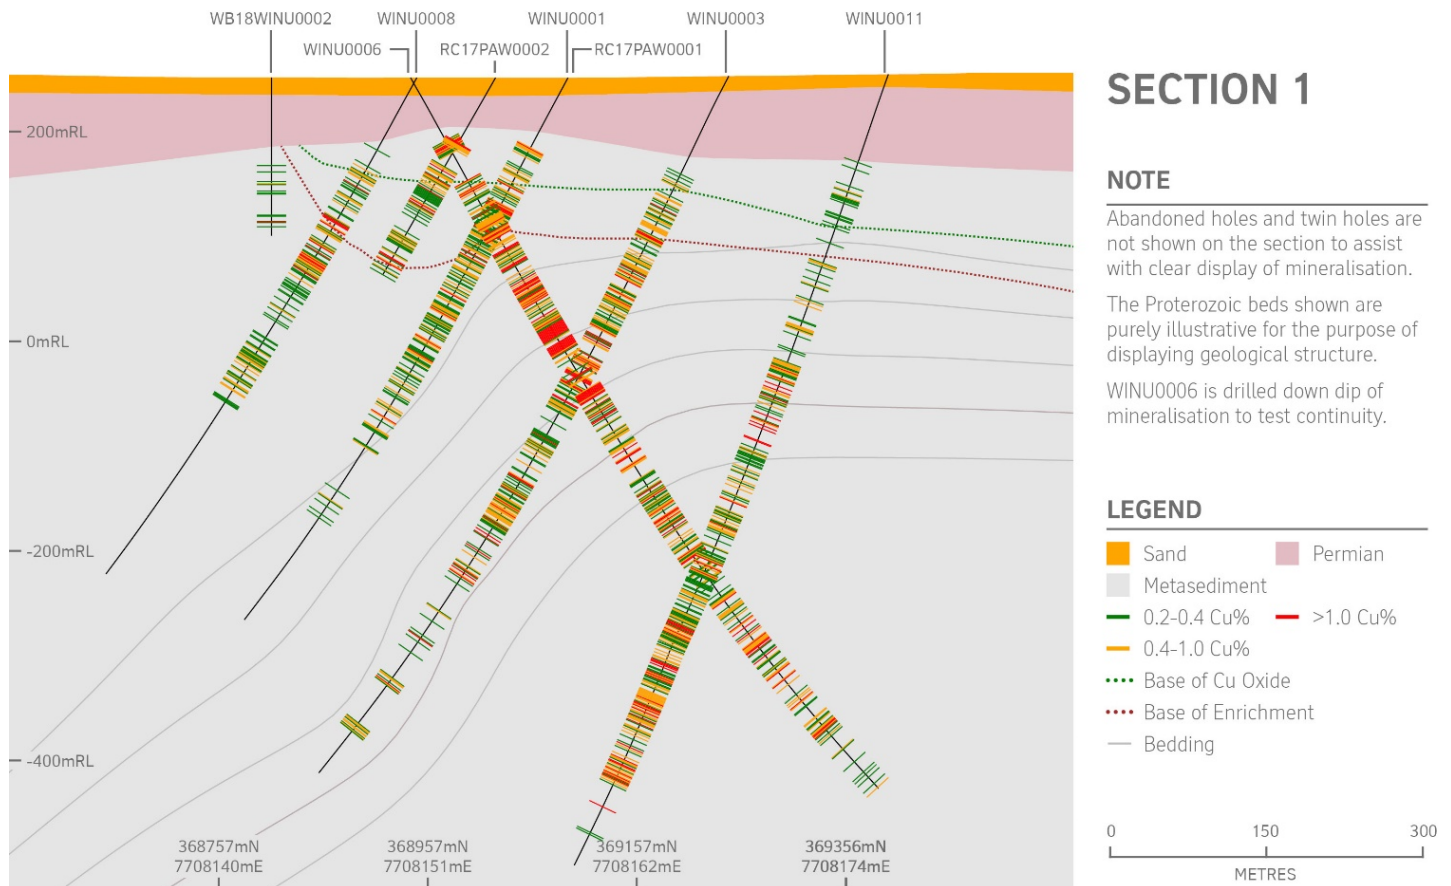 WB18WINU0002
WINU0008
WINU0001
WINU0003
WINU0011
WINU0006
RC17PAW0002
RC17PAW0001
SECTION 1
200mRL
0mRL
-200mRL
-400mRL
NOTE
Abandoned holes and twin holes are
not shown on the section to assist
with clear display of mineralisation.
The Proterozoic beds shown are
purely illustrative for the purpose of
displaying geological structure.
WINU0006 is drilled down dip of
mineralisation to test continuity.
LEGEND
Sand
Permian
Metasediment
0.2-0.4 Cu%
>1.0 Cu%
0.4-1.0 Cu%
Base of Cu Oxide
Base of Enrichment
Bedding
368757mN
7708140mE
368957mN
7708151mE
369157mN
7708162mE
369356mN
7708174mE
0
150
300
METRES